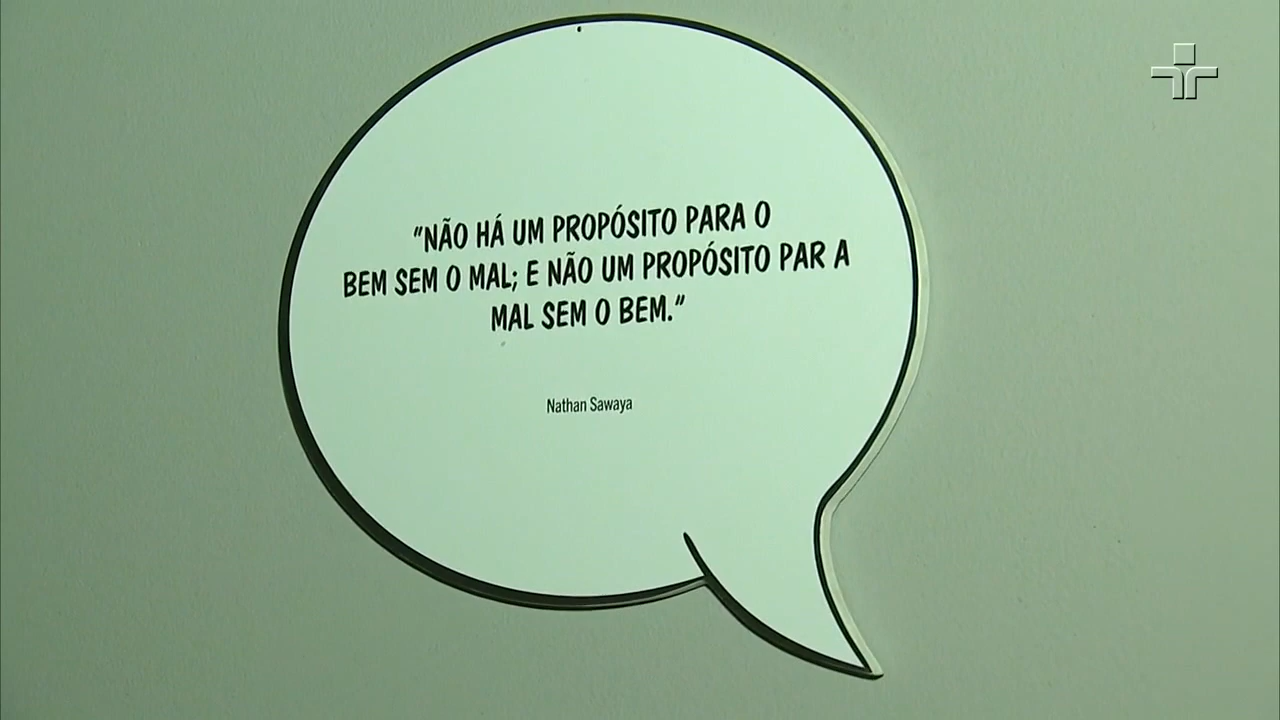 "NÃO HÁ UM PROPÓSITO PARA O
BEM SEM O MAL; E NÃO UM PROPÓSITO PAR A
MAL SEM O BEM."
Nathan Sawaya